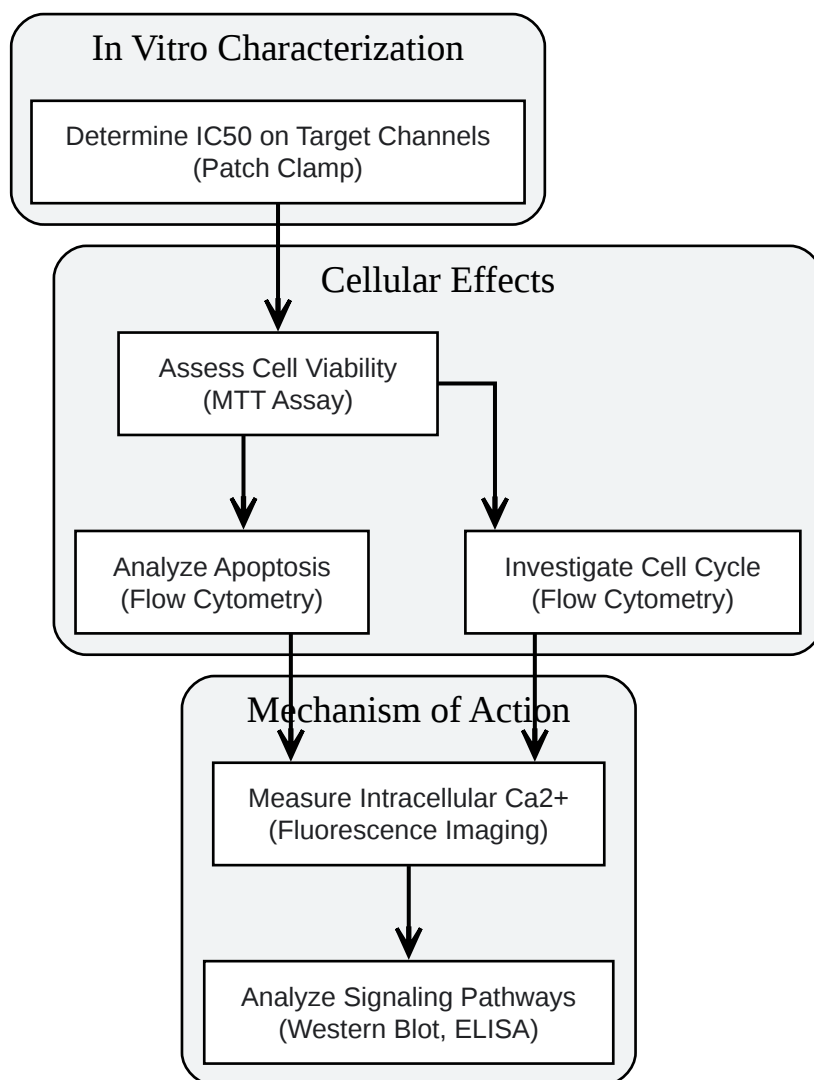 In Vitro Characterization
Determine IC50 on Target Channels
(Patch Clamp)
Cellular Effects
Assess Cell Viability
(MTT Assay)
Analyze Apoptosis
(Flow Cytometry)
Investigate Cell Cycle
(Flow Cytometry)
Mechanism of Action
Measure Intracellular Ca2+
(Fluorescence Imaging)
Analyze Signaling Pathways
(Western Blot, ELISA)